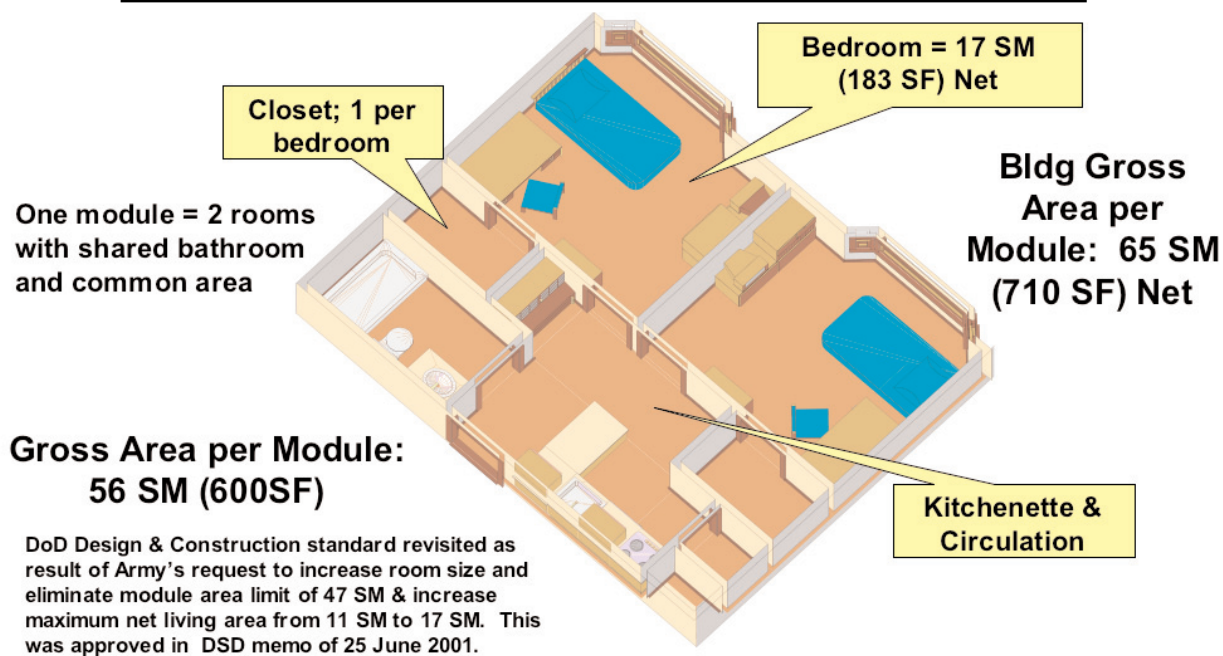 Bedroom = 17 SM
(183 SF) Net
Closet; 1 per
bedroom
Bldg Gross
Area per
Module: 65 SM
(710 SF) Net
One module = 2 rooms
with shared bathroom
and common area
Gross Area per Module:
56 SM (600SF)
Kitchenette &
Circulation
DoD Design & Construction standard revisited as
result of Army's request to increase room size and
eliminate module area limit of 47 SM & increase
maximum net living area from 11 SM to 17 SM. This
was approved in DSD memo of 25 June 2001.